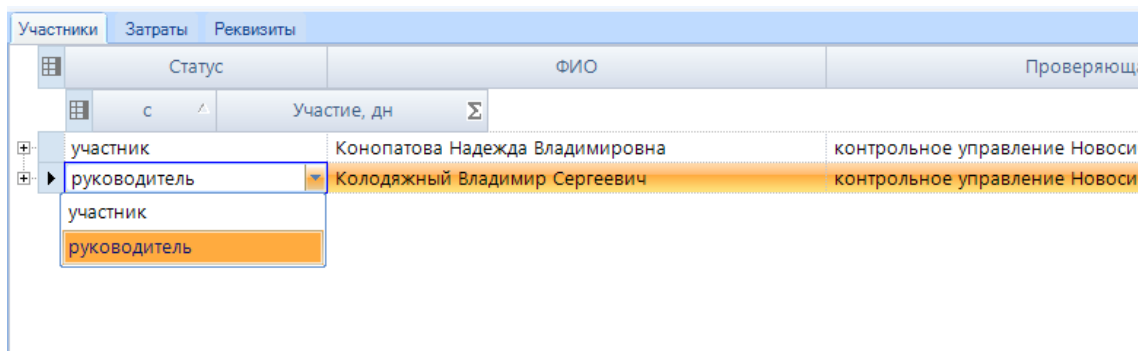 Участники Затраты Реквизиты
Статус ФИО Проверяюща
с Участие, дн Σ
участник Конопатова Надежда Владимировна контрольное управление Новоси
руководитель Колодяжный Владимир Сергеевич контрольное управление Новоси
участник
руководитель